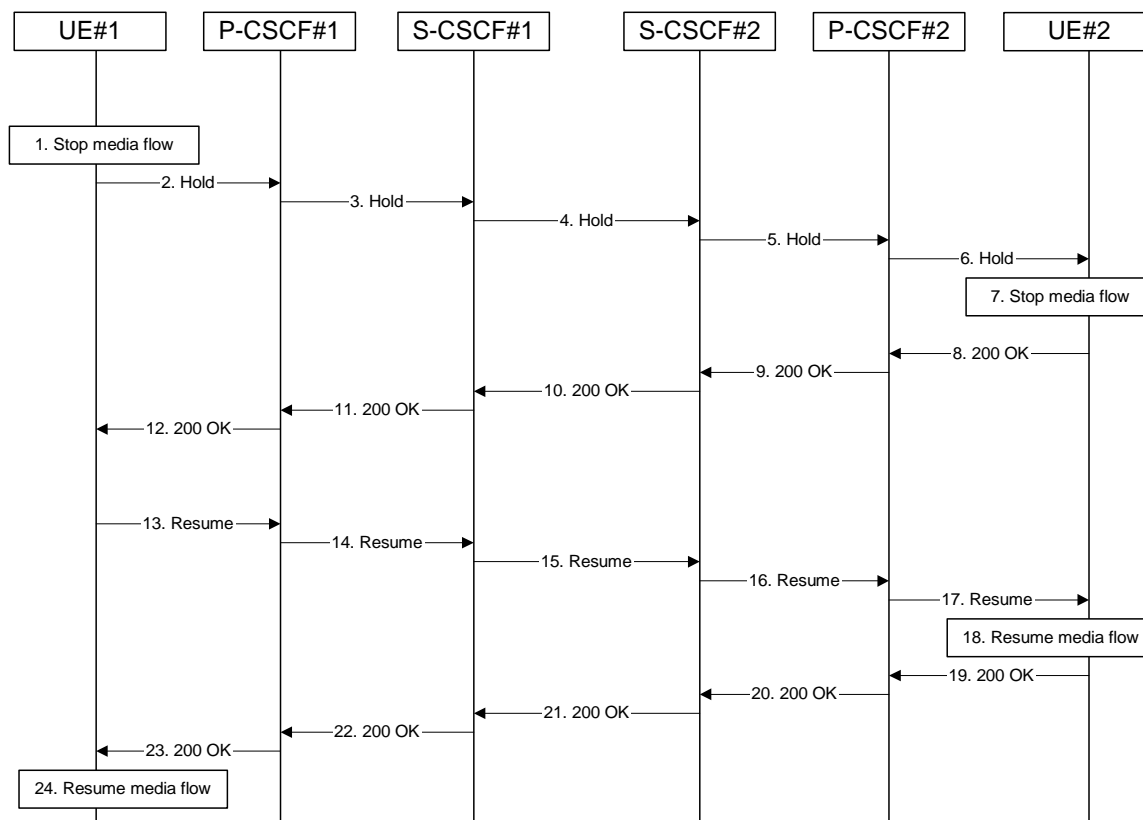 UE#1
P-CSCF#1
S-CSCF#1
S-CSCF#2
P-CSCF#2
UE#2
1. Stop media flow
2. Hold
3. Hold
4. Hold
5. Hold
6. Hold
7. Stop media flow
8. 200 OK
9. 200 OK
10. 200 OK
11. 200 OK
12. 200 OK
13. Resume
14. Resume
15. Resume
16. Resume
17. Resume
18. Resume media flow
19. 200 OK
20. 200 OK
21. 200 OK
22. 200 OK
23. 200 OK
24. Resume media flow